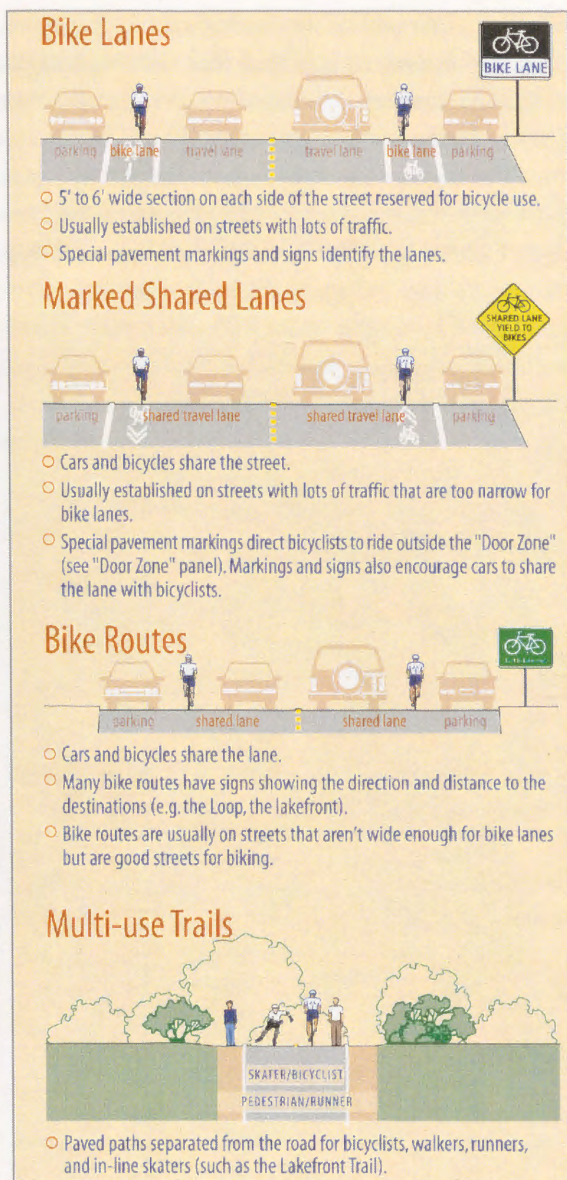 Bike Lanes
BIKE LANE
parking bike lane travel lane travel lane bike lane parking
○ 5' to 6' wide section on each side of the street reserved for bicycle use.
○ Usually established on streets with lots of traffic.
○ Special pavement markings and signs identify the lanes.
Marked Shared Lanes
SHARED LANE
YIELD TO
BIKES
parking shared travel lane shared travel lane parking
○ Cars and bicycles share the street.
○ Usually established on streets with lots of traffic that are too narrow for
bike lanes.
○ Special pavement markings direct bicyclists to ride outside the "Door Zone"
(see "Door Zone" panel). Markings and signs also encourage cars to share
the lane with bicyclists.
Bike Routes
parking shared lane shared lane parking
○ Cars and bicycles share the lane.
○ Many bike routes have signs showing the direction and distance to the
destinations (e.g. the Loop, the lakefront).
○ Bike routes are usually on streets that aren't wide enough for bike lanes
but are good streets for biking.
Multi-use Trails
SKATER/BICYCLIST
PEDESTRIAN/RUNNER
○ Paved paths separated from the road for bicyclists, walkers, runners,
and in-line skaters (such as the Lakefront Trail).